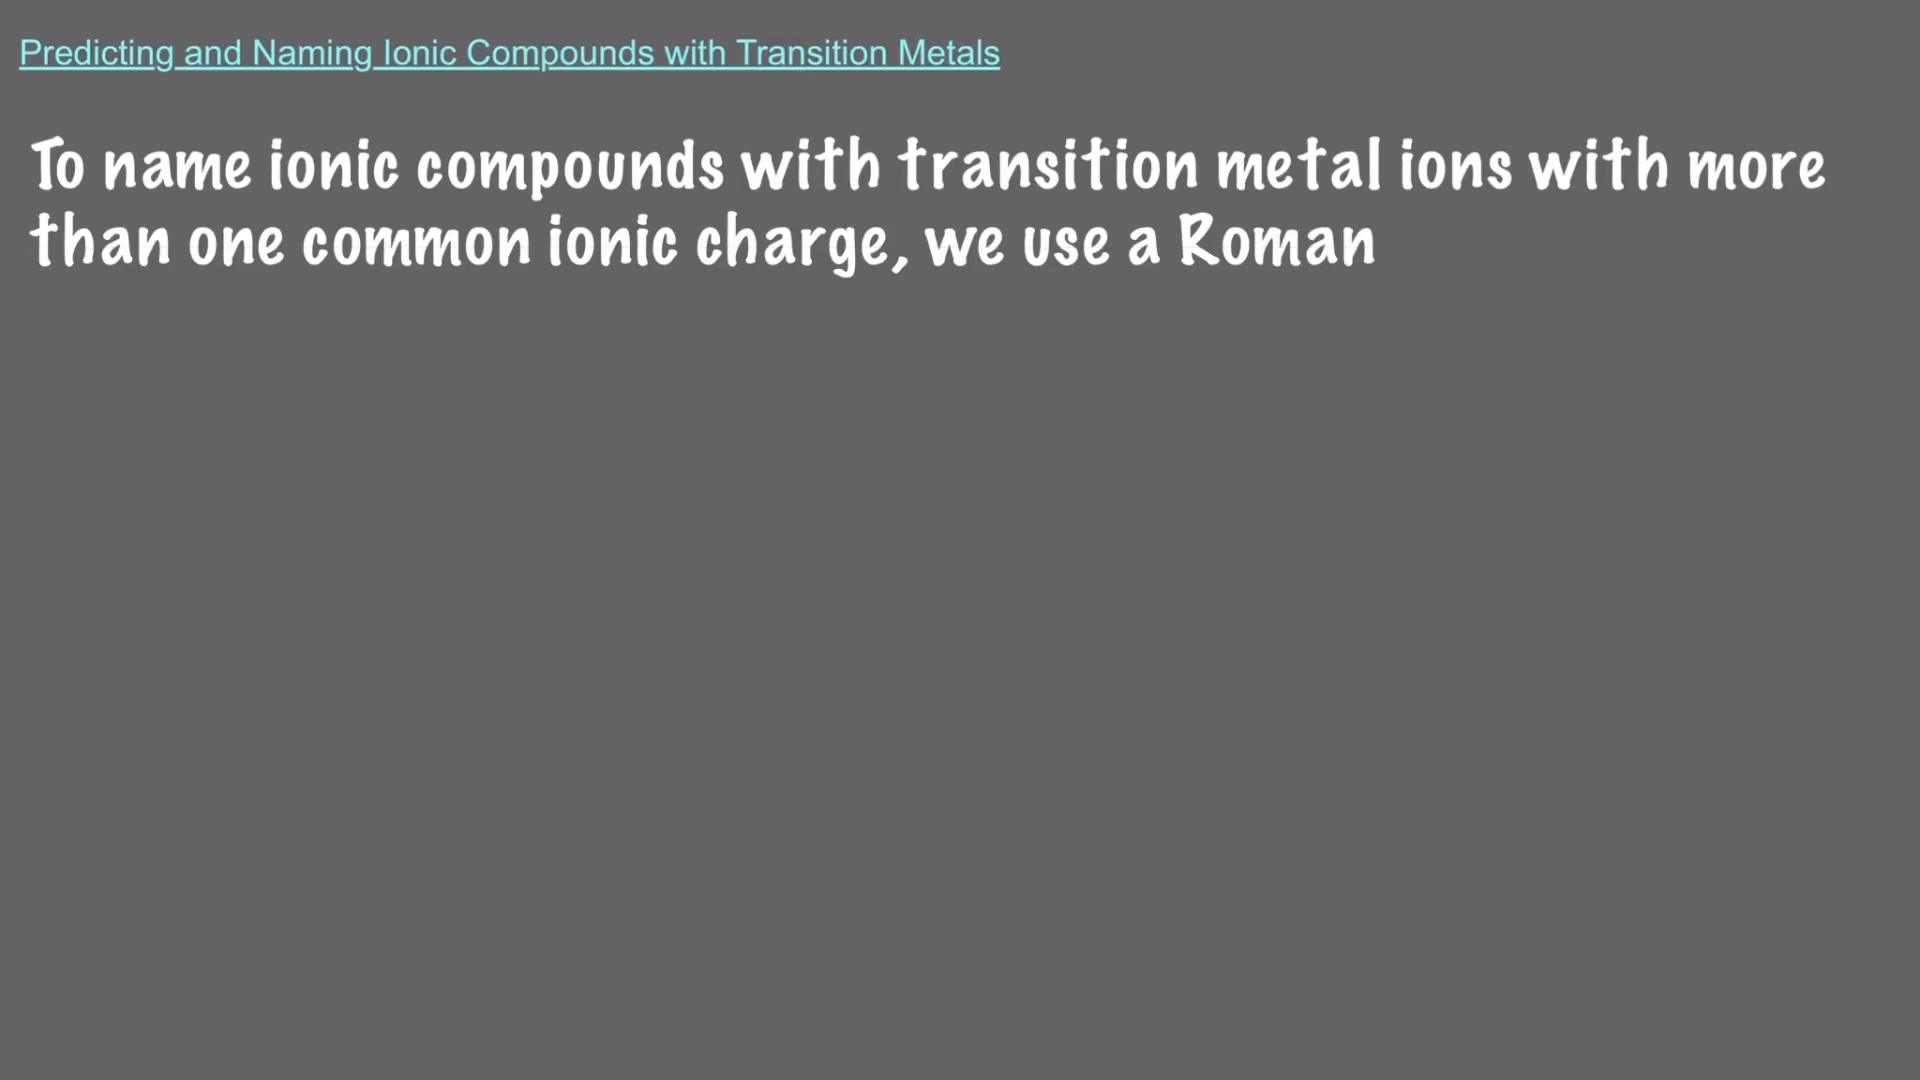 Predicting and Naming Ionic Compounds with Transition Metals
To name ionic compounds with transition metal ions with more
than one common ionic charge, we use a Roman